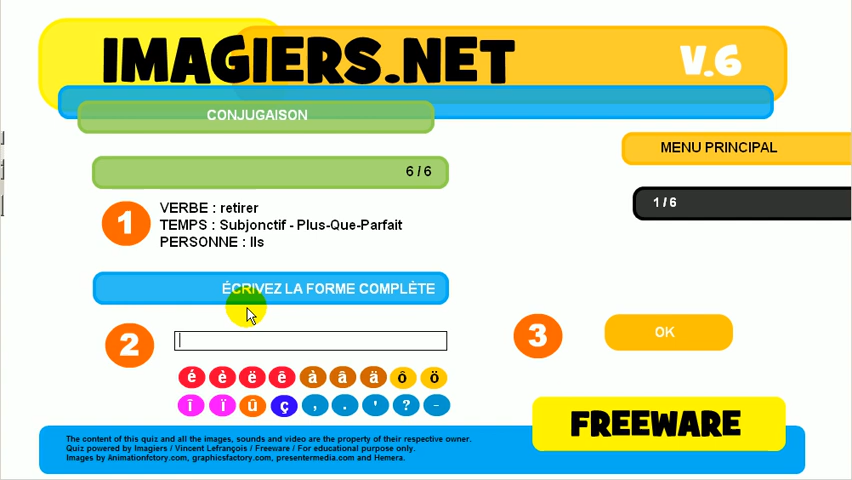 IMAGIERS.NET
V.6
CONJUGAISON
MENU PRINCIPAL
6 / 6
1 / 6
1
VERBE : retirer
TEMPS : Subjonctif - Plus-Que-Parfait
PERSONNE : Ils
ÉCRIVEZ LA FORME COMPLÈTE
2
3
OK
é è ë ê à â ä ô ö
î ï û ç , . ' ? -
FREEWARE
The content of this quiz and all the images, sounds and video are the property of their respective owner.
Quiz powered by Imagiers / Vincent Lefrançois / Freeware / For educational purpose only.
Images by Animationfctory.com, graphicsfactory.com, presentermedia.com and Hemera.